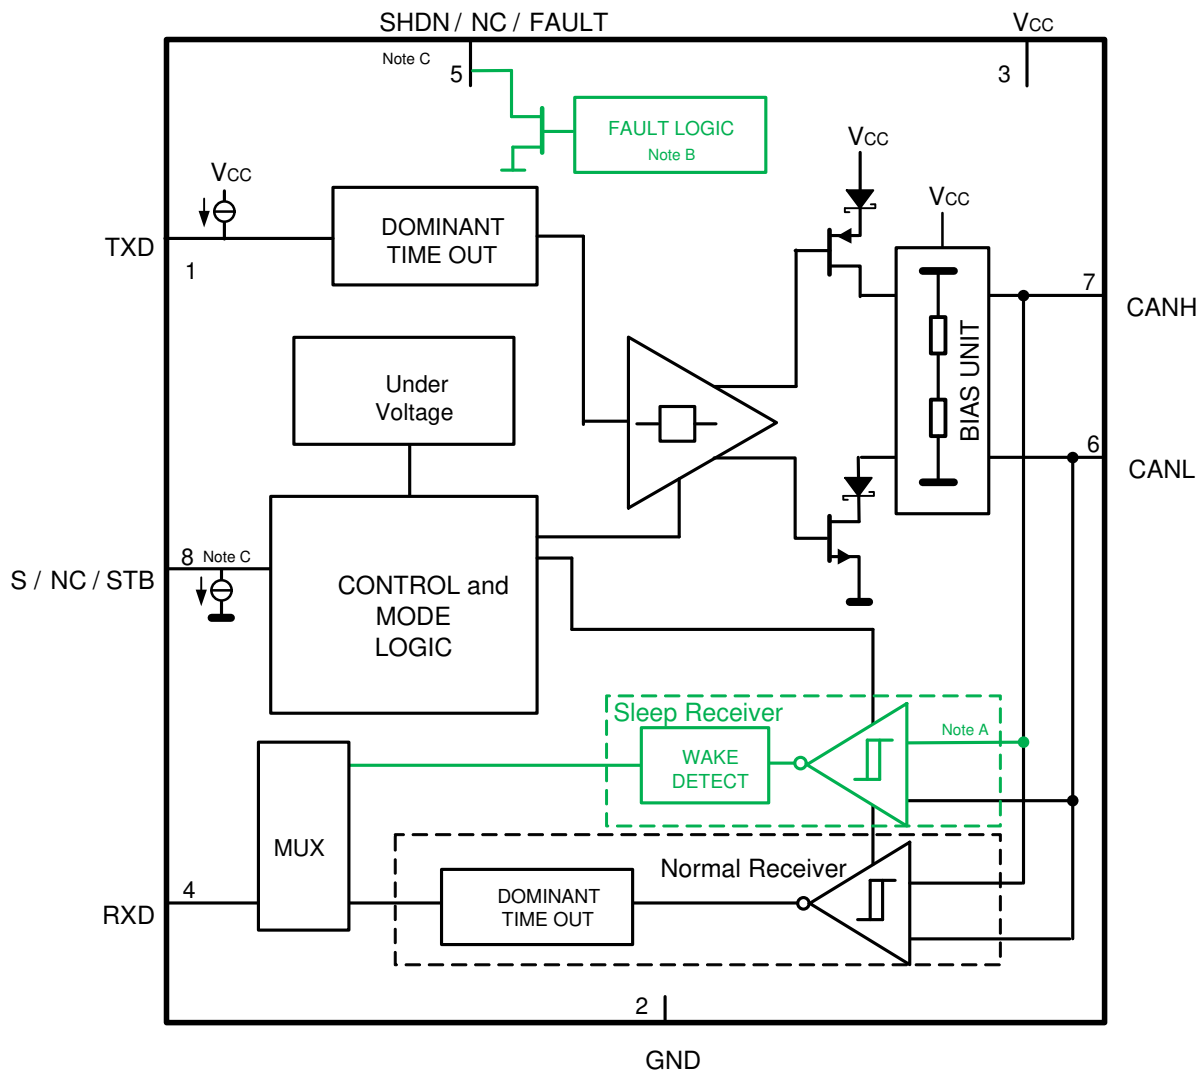 SHDN / NC / FAULT
VCC
Note C
5
3
FAULT LOGIC
Note B
VCC
VCC
VCC
DOMINANT
TIME OUT
TXD
1
7
CANH
BIAS UNIT
Under
Voltage
6
CANL
8
Note C
S / NC / STB
CONTROL and
MODE
LOGIC
Sleep Receiver
Note A
WAKE
DETECT
MUX
Normal Receiver
4
RXD
DOMINANT
TIME OUT
2
GND